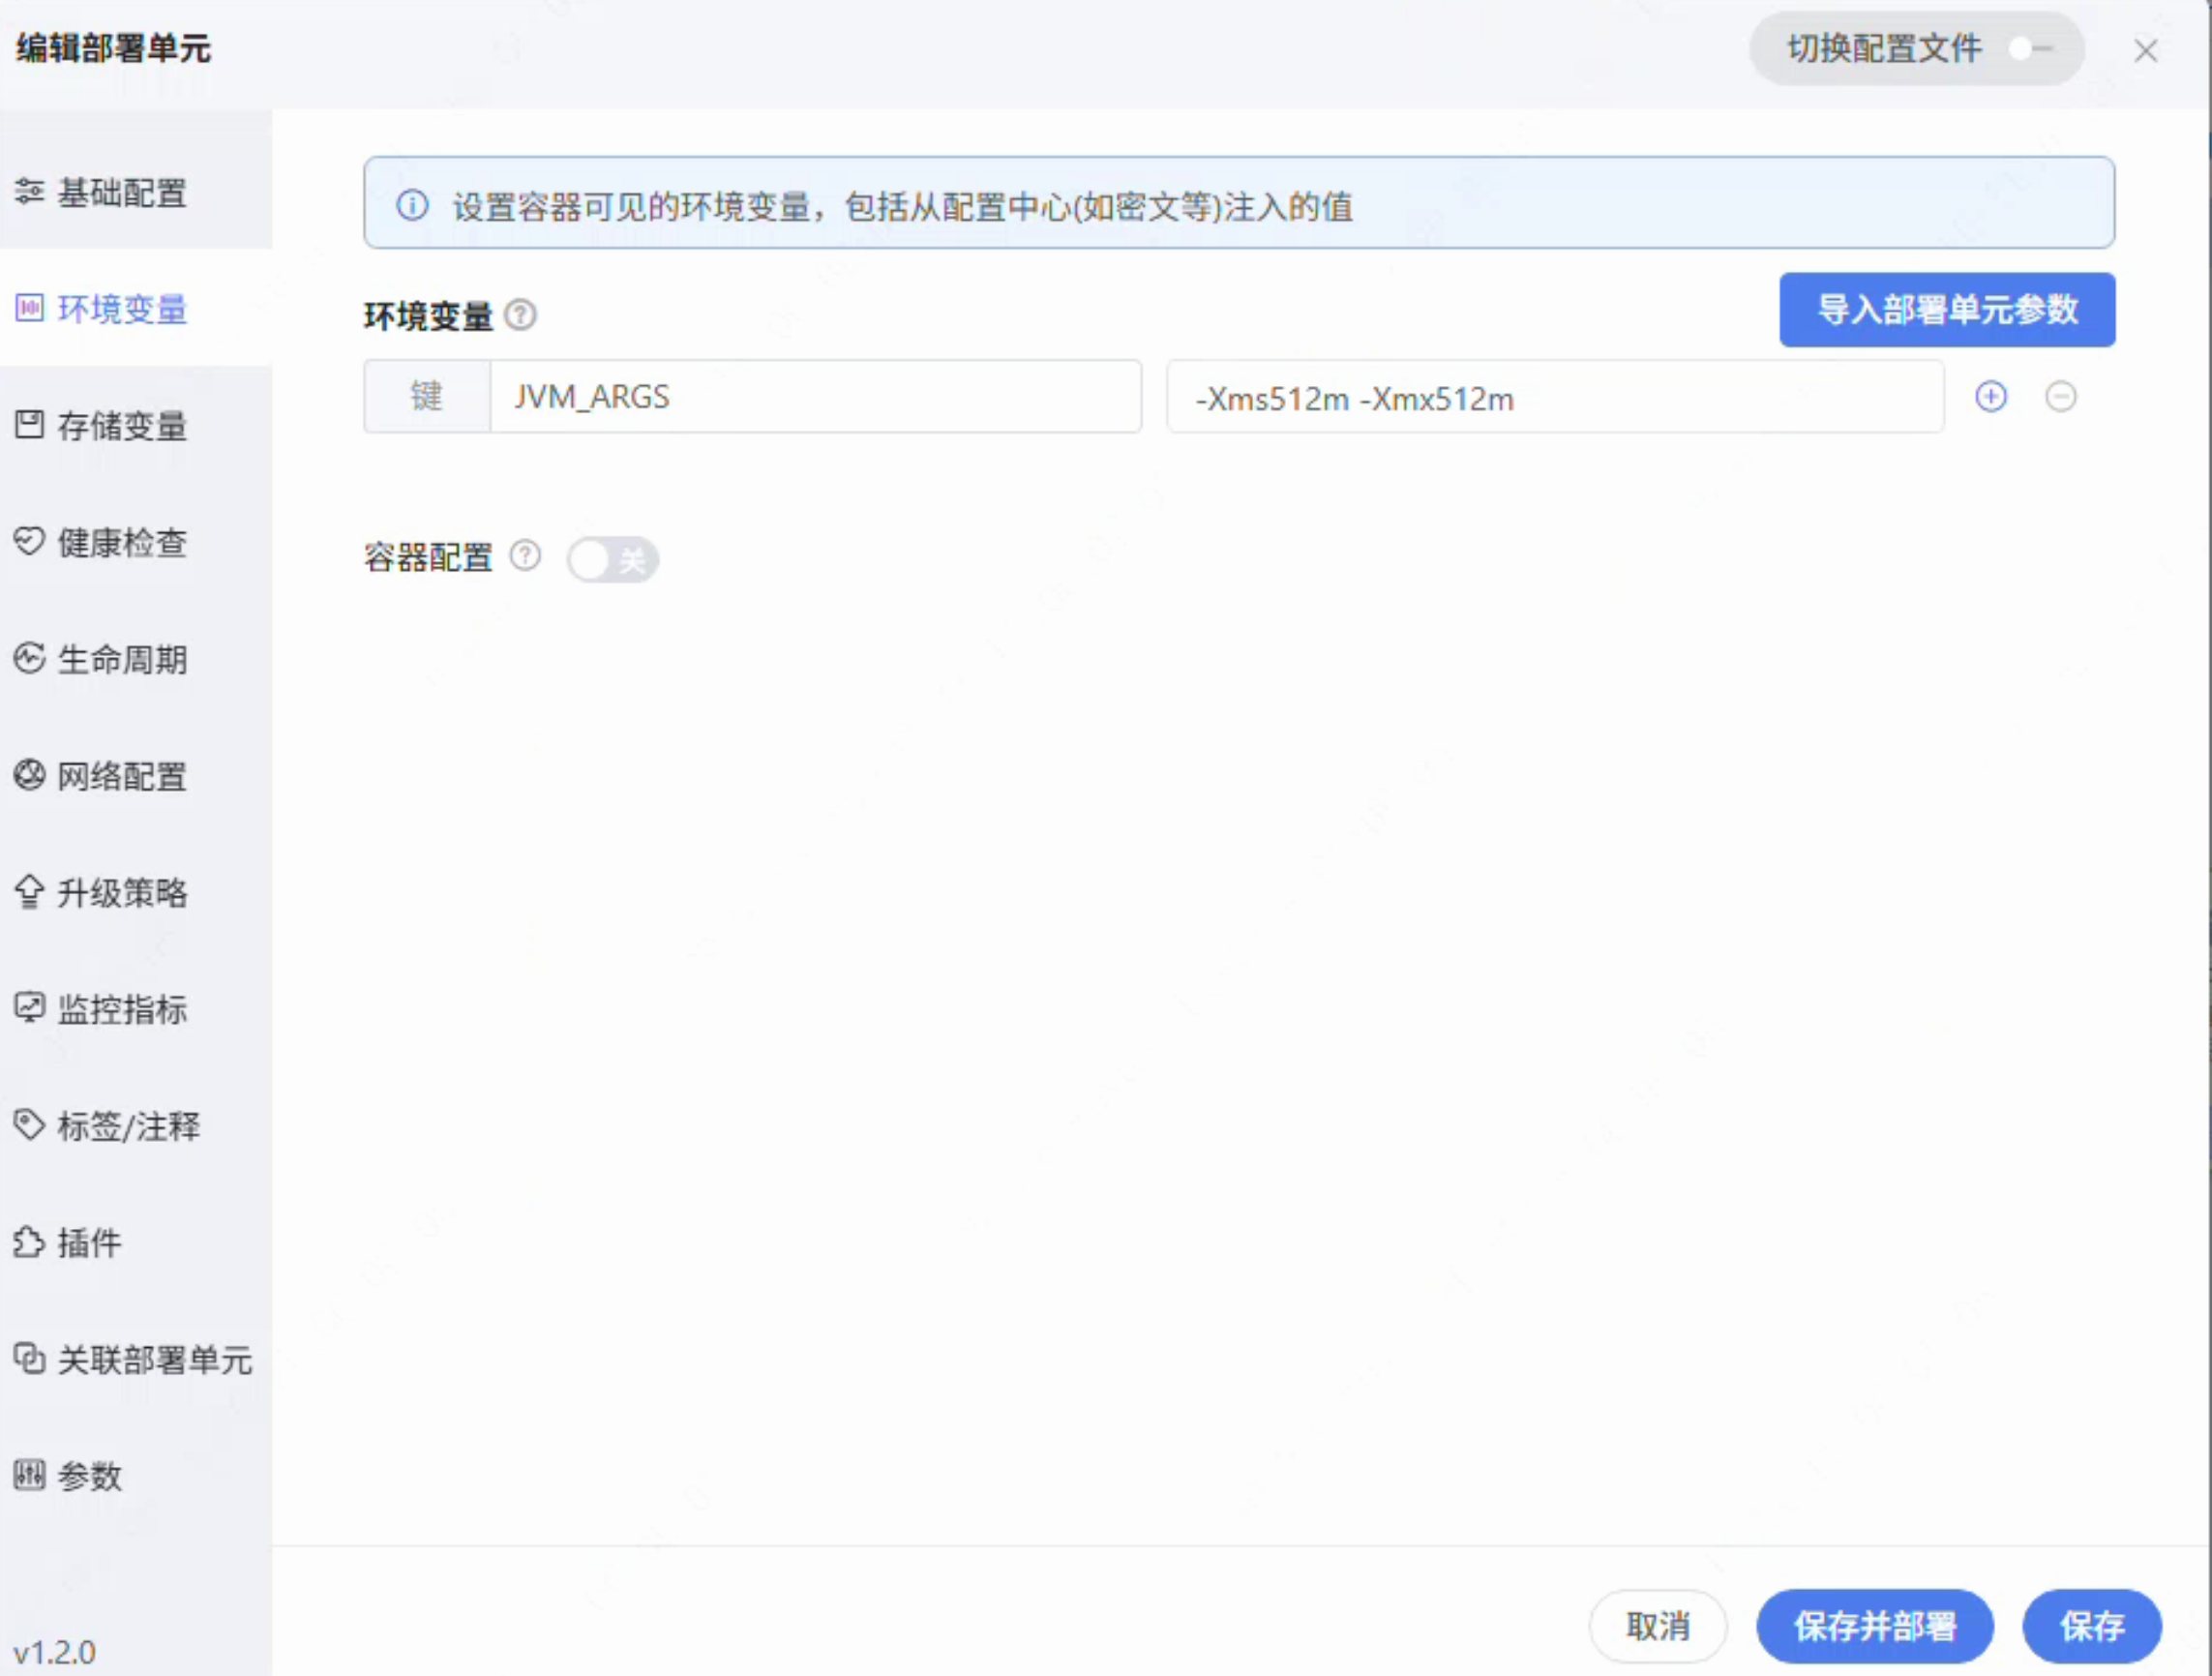 编辑部署单元
切换配置文件
基础配置
环境变量
存储变量
健康检查
生命周期
网络配置
升级策略
监控指标
标签/注释
插件
关联部署单元
参数
v1.2.0
设置容器可见的环境变量，包括从配置中心(如密文等)注入的值
环境变量
导入部署单元参数
键 JVM_ARGS -Xms512m -Xmx512m
容器配置 关
取消 保存并部署 保存